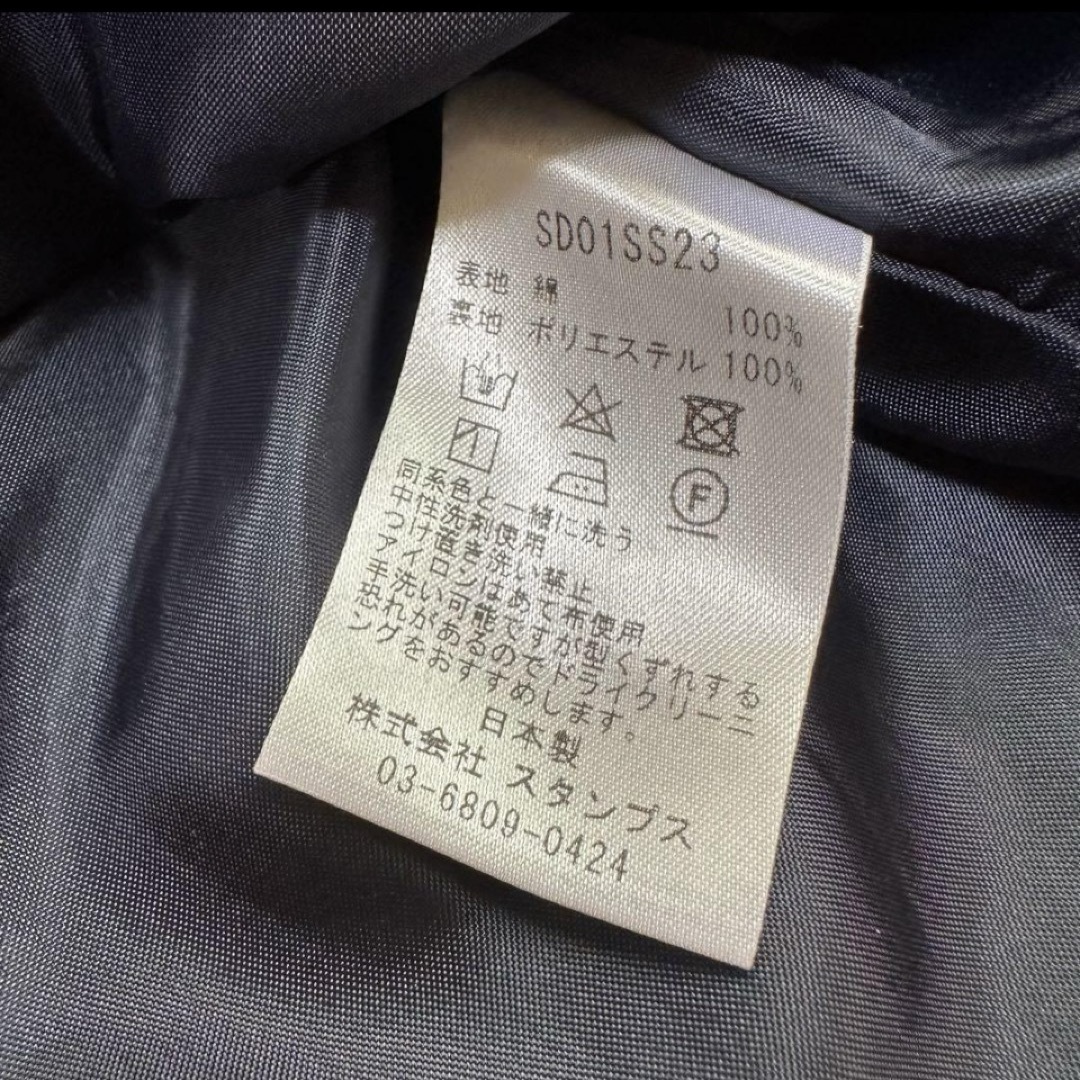 SD01SS23
表地 綿 100%
裏地 ポリエステル 100%
F
同系色と一緒に洗う
中性洗剤使用
つけ置き洗い禁止
アイロンはあて布使用
手洗い可能ですが型くずれする
恐れがあるのでドライクリーニ
ングをおすすめします。
日本製
株式会社 スタンプス
03-6809-0424